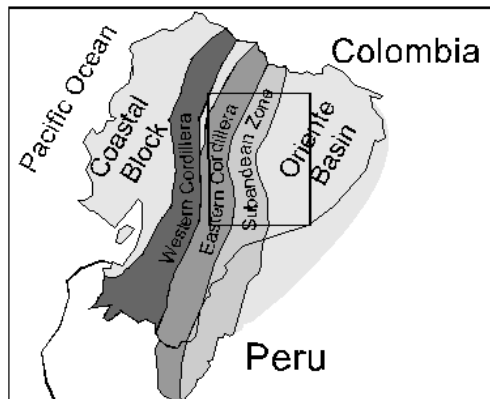 Pacific Ocean
Coastal
Block
Western Cordillera
Eastern Cordillera
Subandean Zone
Oriente
Basin
Colombia
Peru